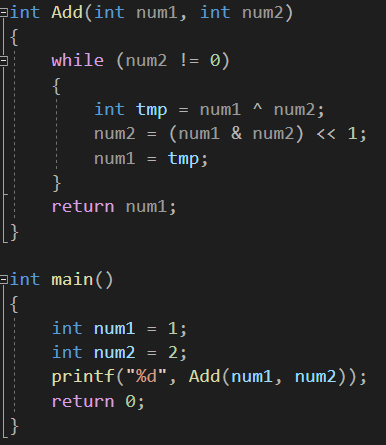 int Add(int num1, int num2)
{
    while (num2 != 0)
    {
        int tmp = num1 ^ num2;
        num2 = (num1 & num2) << 1;
        num1 = tmp;
    }
    return num1;
}
int main()
{
    int num1 = 1;
    int num2 = 2;
    printf("%d", Add(num1, num2));
    return 0;
}